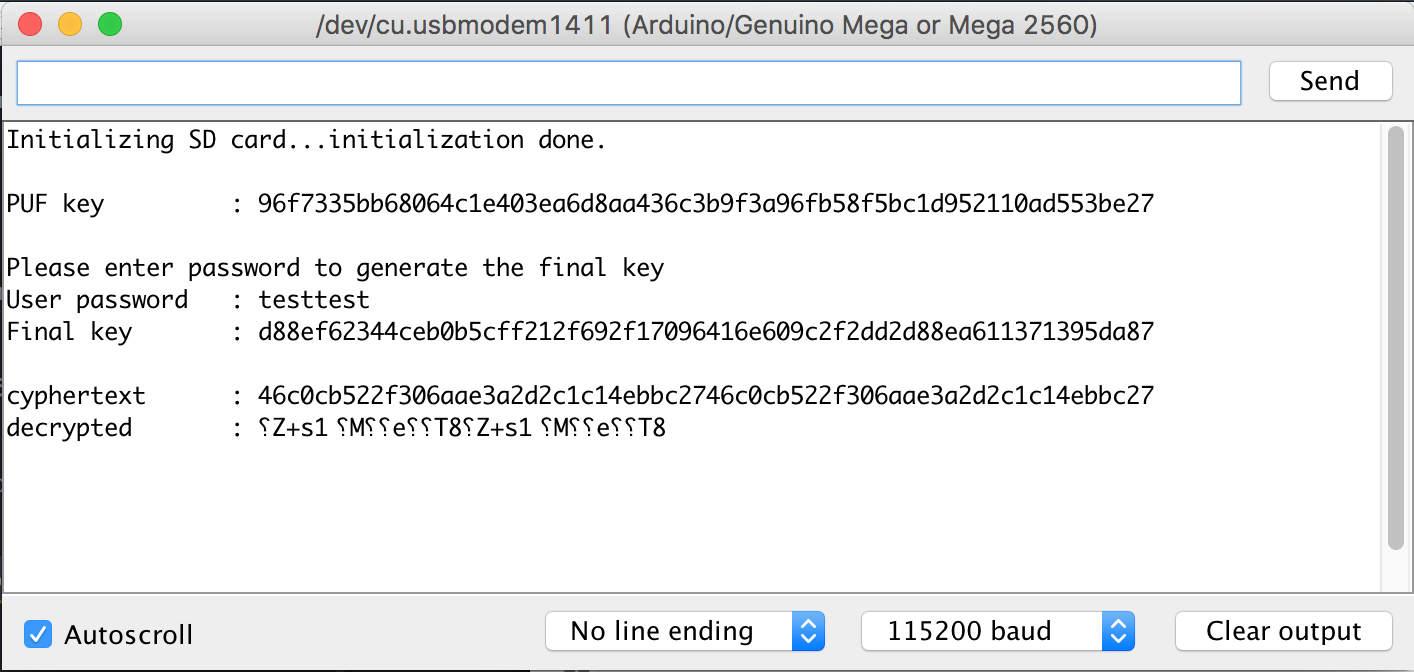 /dev/cu.usbmodem1411 (Arduino/Genuino Mega or Mega 2560)
Send
Initializing SD card...initialization done.
PUF key : 96f7335bb68064c1e403ea6d8aa436c3b9f3a96fb58f5bc1d952110ad553be27
Please enter password to generate the final key
User password : testtest
Final key : d88ef62344ceb0b5cff212f692f17096416e609c2f2dd2d88ea611371395da87
cyphertext : 46c0cb522f306aae3a2d2c1c14ebbc2746c0cb522f306aae3a2d2c1c14ebbc27
decrypted : ⸮Z+s1 ⸮M⸮⸮e⸮⸮T8⸮Z+s1 ⸮M⸮⸮e⸮⸮T8
Autoscroll
No line ending
115200 baud
Clear output